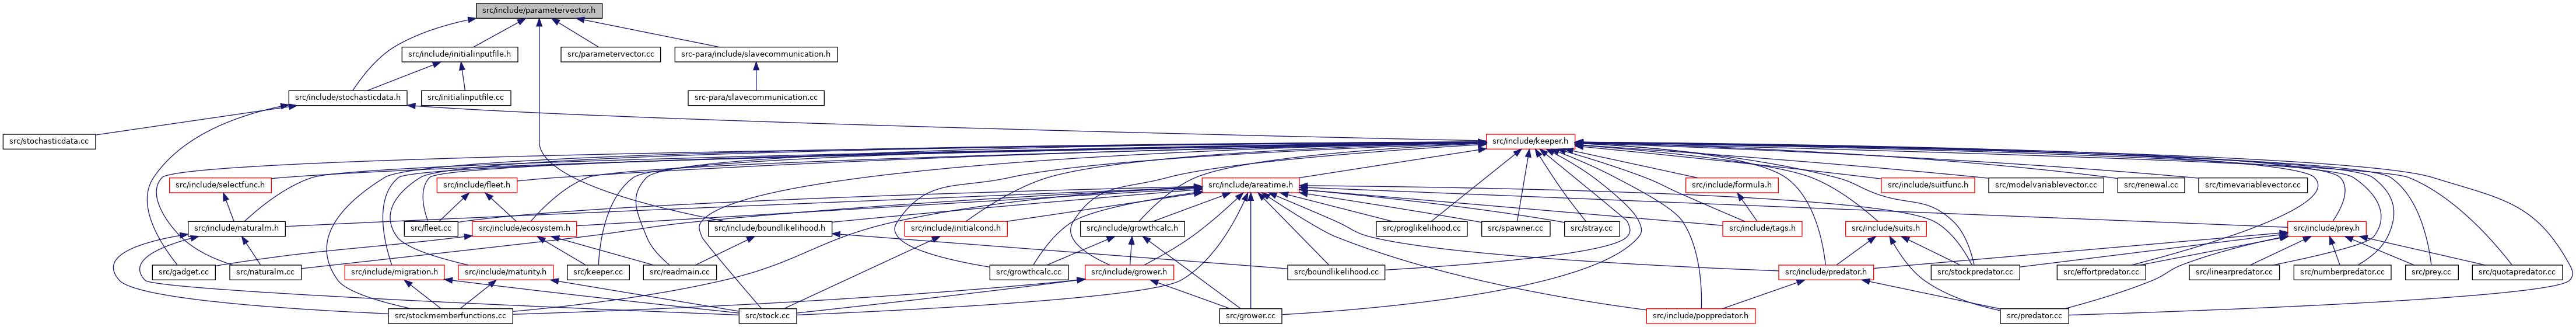 src/include/parametervector.h
src/include/initialinputfile.h
src/parametervector.cc
src-para/include/slavecommunication.h
src/include/stochasticdata.h
src/initialinputfile.cc
src-para/slavecommunication.cc
src/stochasticdata.cc
src/include/keeper.h
src/include/selectfunc.h
src/include/fleet.h
src/include/areatime.h
src/include/formula.h
src/include/suitfunc.h
src/modelvariablevector.cc
src/renewal.cc
src/timevariablevector.cc
src/include/naturalm.h
src/fleet.cc
src/include/ecosystem.h
src/include/boundlikelihood.h
src/include/initialcond.h
src/include/growthcalc.h
src/proglikelihood.cc
src/spawner.cc
src/stray.cc
src/include/tags.h
src/include/suits.h
src/include/prey.h
src/gadget.cc
src/naturalm.cc
src/include/migration.h
src/include/maturity.h
src/keeper.cc
src/readmain.cc
src/growthcalc.cc
src/include/grower.h
src/boundlikelihood.cc
src/include/predator.h
src/stockpredator.cc
src/effortpredator.cc
src/linearpredator.cc
src/numberpredator.cc
src/prey.cc
src/quotapredator.cc
src/stockmemberfunctions.cc
src/stock.cc
src/grower.cc
src/include/poppredator.h
src/predator.cc